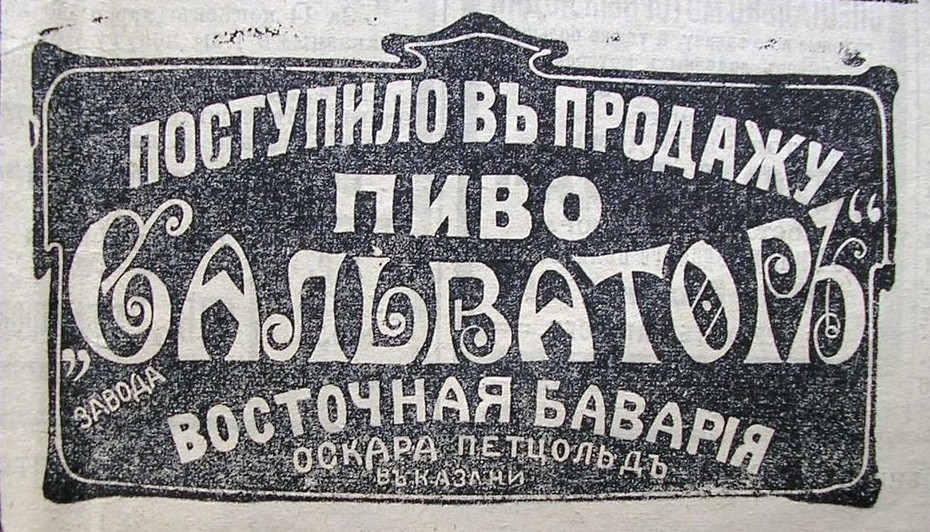 ПОСТУПИЛО ВЪ ПРОДАЖУ
ПИВО
„САЛЬВАТОРЪ“
ЗАВОДА
ВОСТОЧНАЯ БАВАРІЯ
ОСКАРА ПЕТЦОЛЬДЪ
ВЪ КАЗАНИ